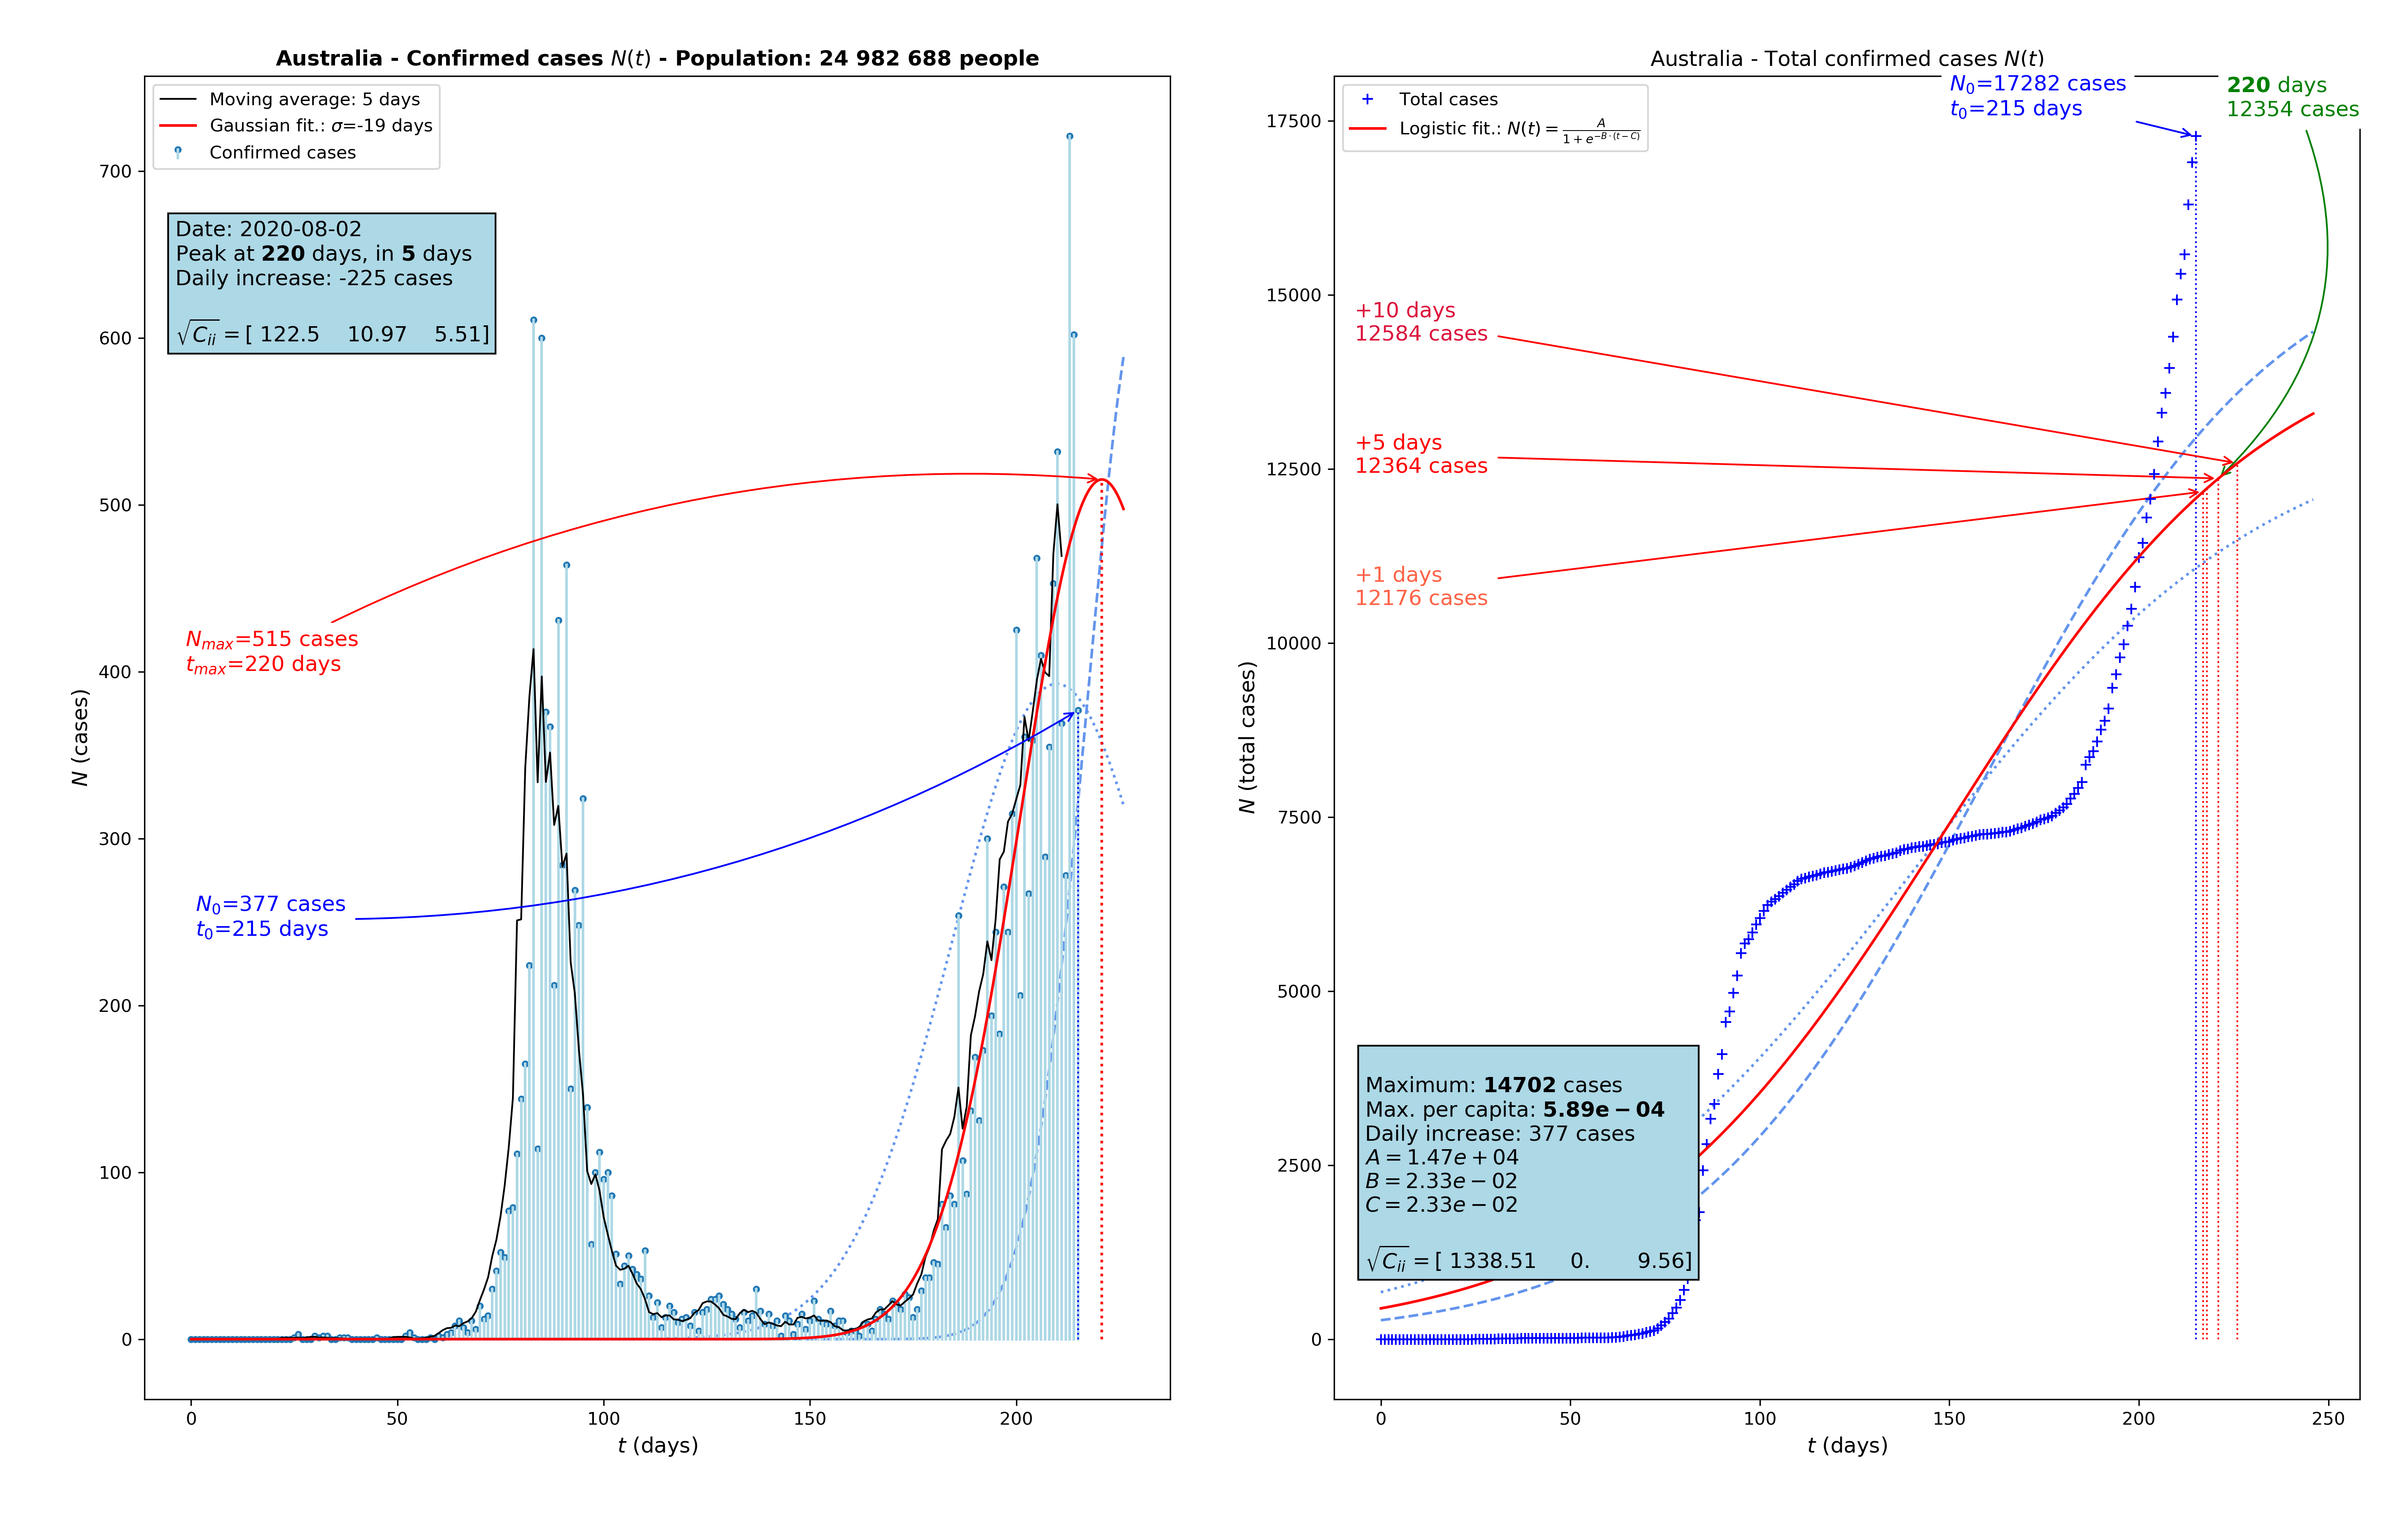 Australia - Confirmed cases N(t) - Population: 24 982 688 people
Moving average: 5 days
Gaussian fit.: σ=-19 days
Confirmed cases
Date: 2020-08-02
Peak at 220 days, in 5 days
Daily increase: -225 cases
√C_ii = [ 122.5 10.97 5.51]
N_max=515 cases
t_max=220 days
N_0=377 cases
t_0=215 days
N (cases)
700
600
500
400
300
200
100
0
0 50 100 150 200
t (days)
Australia - Total confirmed cases N(t)
Total cases
Logistic fit.: N(t) = A / (1 + e^{-B·(t-C)})
N_0=17282 cases
t_0=215 days
220 days
12354 cases
+10 days
12584 cases
+5 days
12364 cases
+1 days
12176 cases
Maximum: 14702 cases
Max. per capita: 5.89e − 04
Daily increase: 377 cases
A = 1.47e + 04
B = 2.33e − 02
C = 2.33e − 02
√C_ii = [ 1338.51 0. 9.56]
N (total cases)
17500
15000
12500
10000
7500
5000
2500
0
0 50 100 150 200 250
t (days)